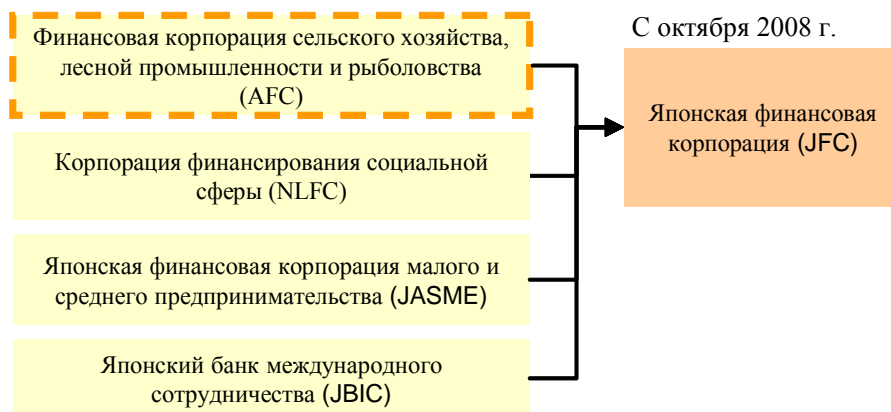 Финансовая корпорация сельского хозяйства,
лесной промышленности и рыболовства
(AFC)
С октября 2008 г.
Японская финансовая
корпорация (JFC)
Корпорация финансирования социальной
сферы (NLFC)
Японская финансовая корпорация малого и
среднего предпринимательства (JASME)
Японский банк международного
сотрудничества (JBIC)